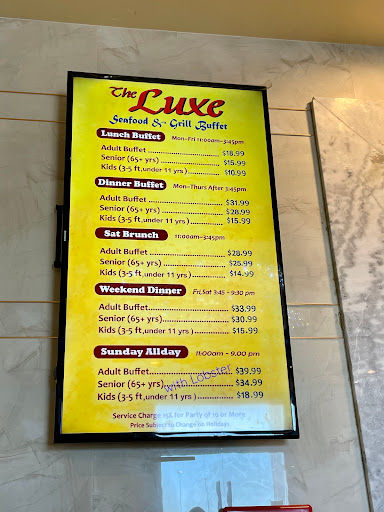 The Luxe
Seafood & Grill Buffet
Lunch Buffet Mon-Fri 11:00am-3:45pm
Adult Buffet ........................ $18.99
Senior (65+ yrs) ........................ $15.99
Kids (3-5 ft,under 11 yrs) ........................ $10.99
Dinner Buffet Mon-Thurs After 3:45pm
Adult Buffet ........................ $31.99
Senior (65+ yrs) ........................ $28.99
Kids (3-5 ft,under 11 yrs) ........................ $15.99
Sat Brunch 11:00am-3:45pm
Adult Buffet ........................ $28.99
Senior (65+ yrs) ........................ $25.99
Kids (3-5 ft,under 11 yrs) ........................ $14.99
Weekend Dinner Fri,Sat 3:45 - 9:30 pm
Adult Buffet ........................ $33.99
Senior (65+ yrs) ........................ $30.99
Kids (3-5 ft,under 11 yrs) ........................ $15.99
Sunday Allday 11:00am - 9:00 pm
Adult Buffet ........................ $39.99
Senior (65+ yrs) ........................ $34.99
Kids (3-5 ft,under 11 yrs) ........................ $18.99
with Lobster
Service Charge 15% for Party of 10 or More
Price Subject to Change on Holidays